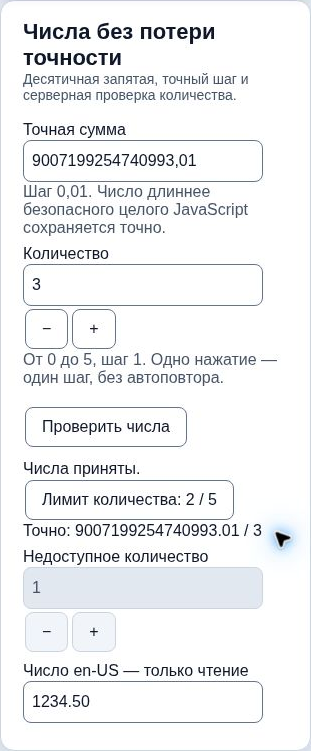 Числа без потери
точности
Десятичная запятая, точный шаг и
серверная проверка количества.
Точная сумма
9007199254740993,01
Шаг 0,01. Число длиннее
безопасного целого JavaScript
сохраняется точно.
Количество
3
− +
От 0 до 5, шаг 1. Одно нажатие —
один шаг, без автоповтора.
Проверить числа
Числа приняты.
Лимит количества: 2 / 5
Точно: 9007199254740993.01 / 3
Недоступное количество
1
− +
Число en-US — только чтение
1234.50